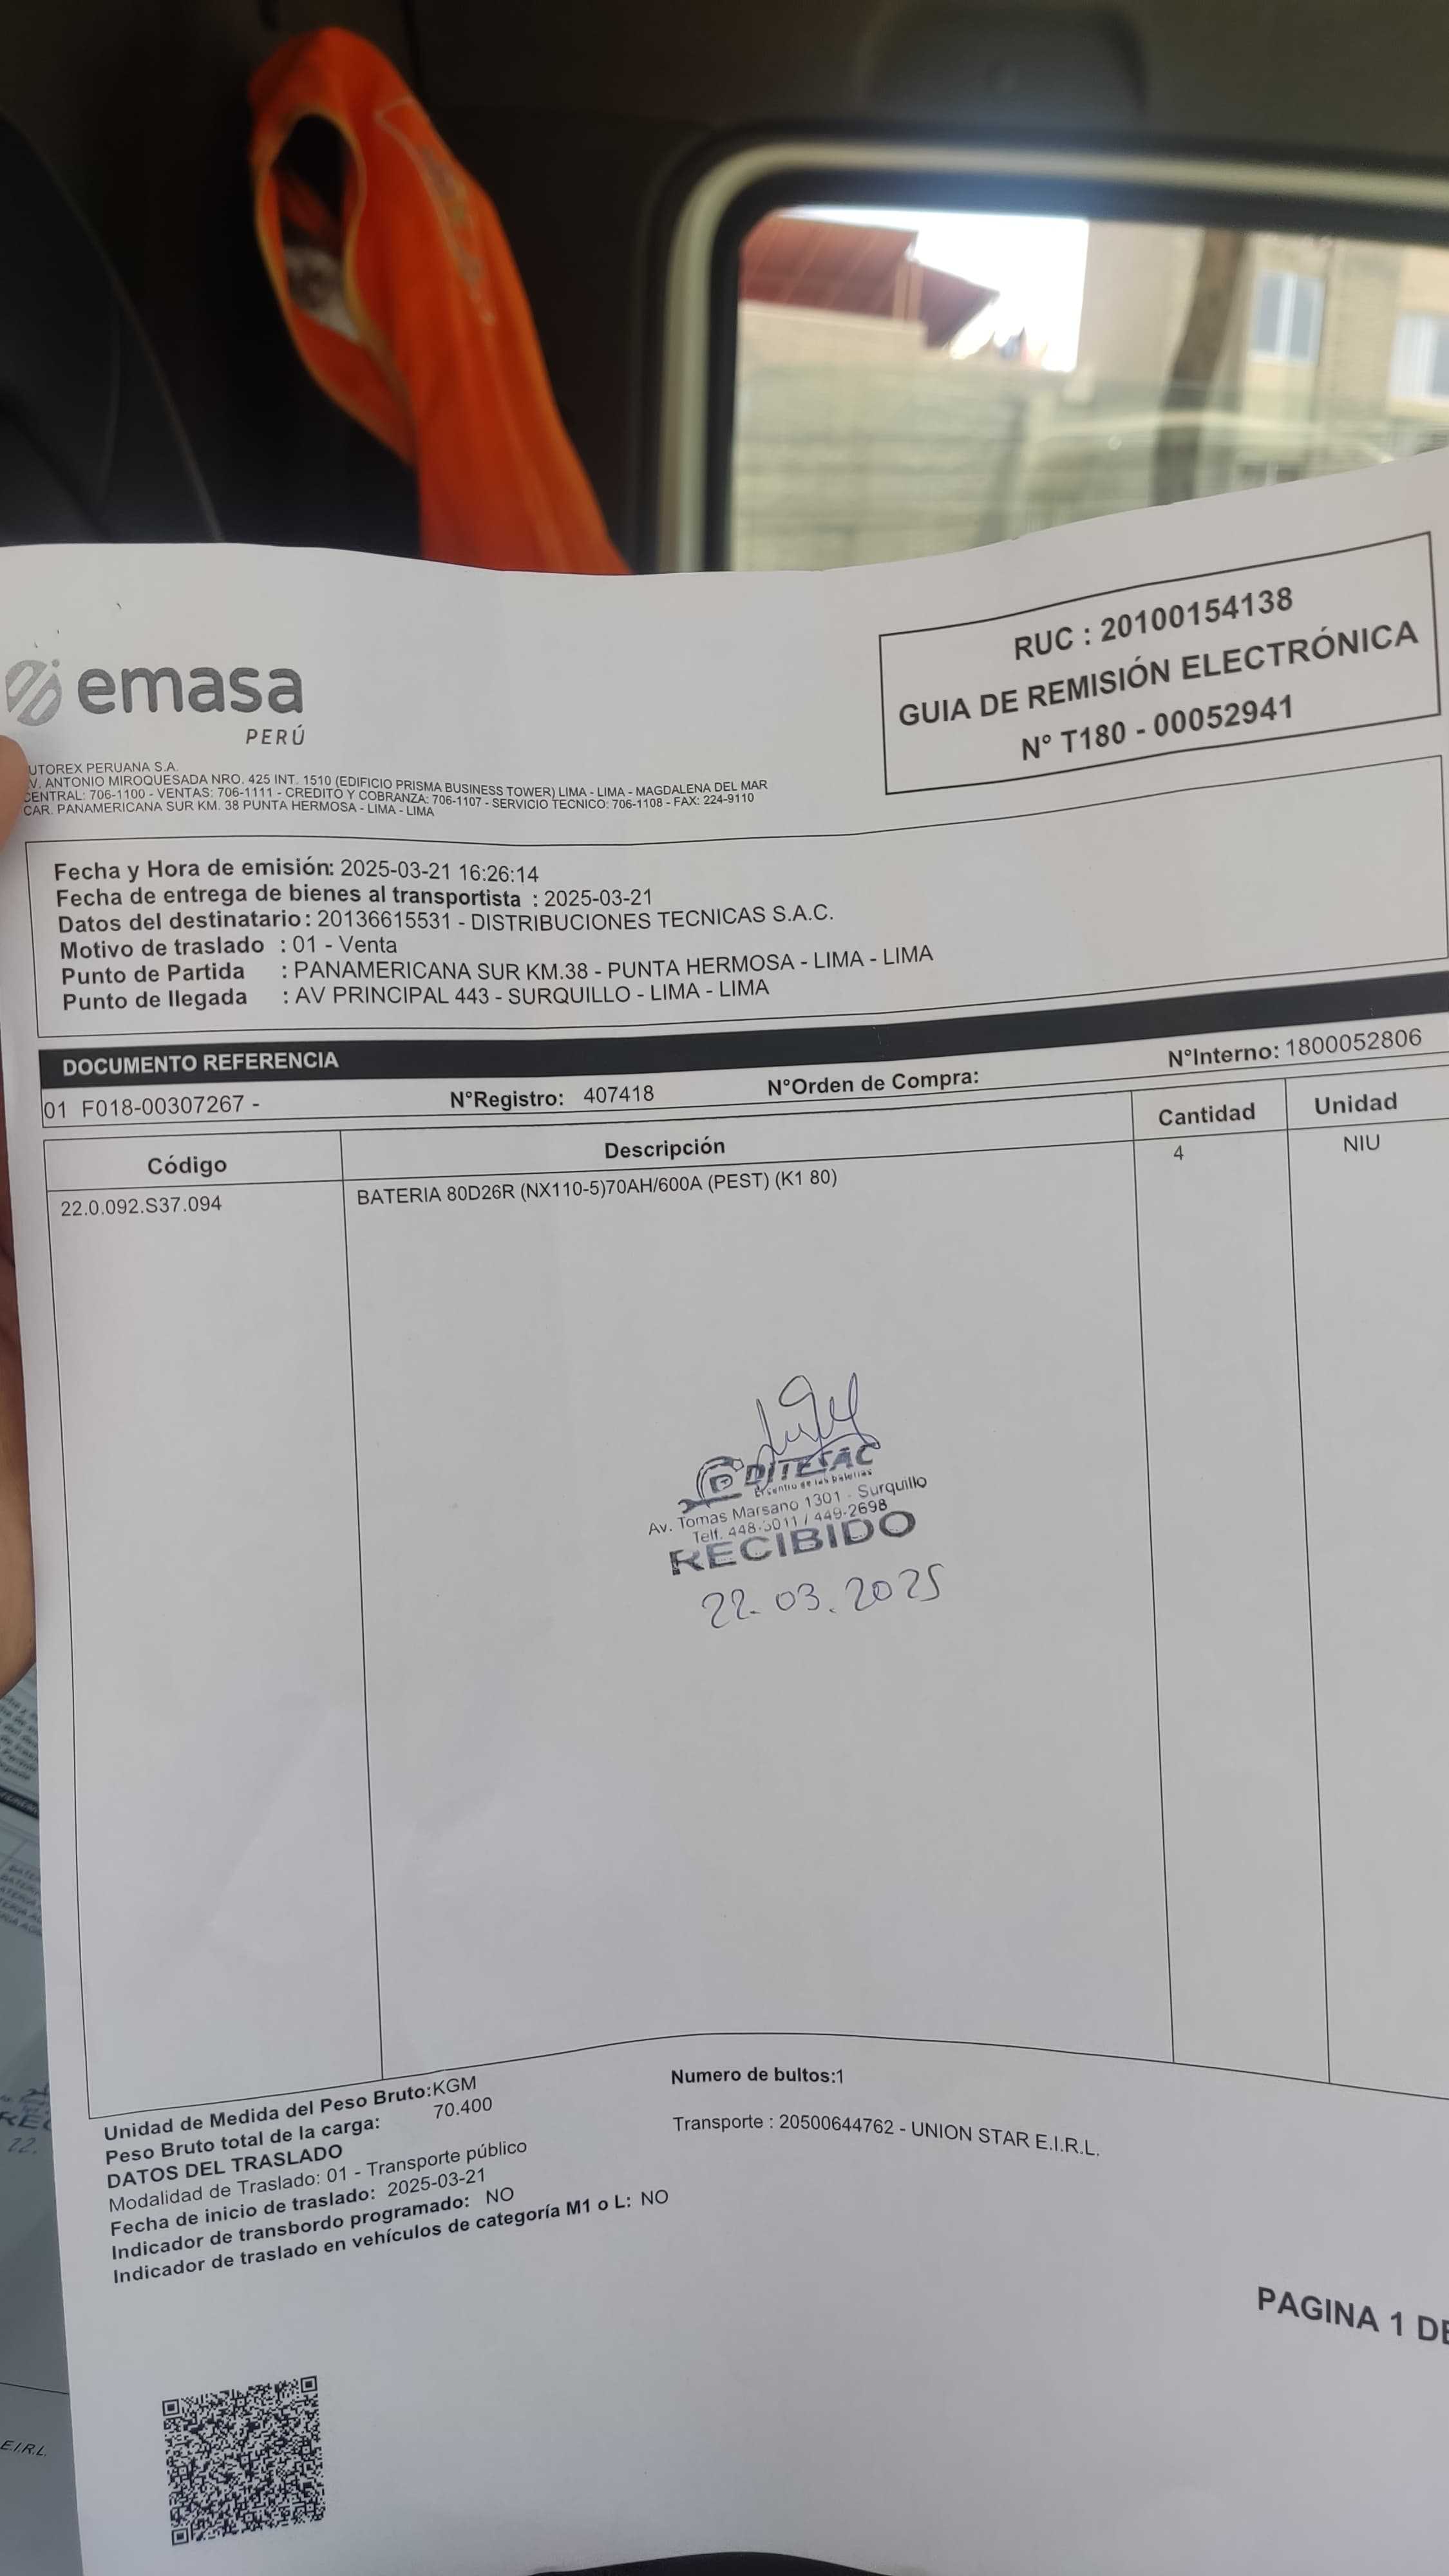 emasa
PERÚ
RUC : 20100154138
GUIA DE REMISIÓN ELECTRÓNICA
N° T180 - 00052941
UTOREX PERUANA S.A.
V. ANTONIO MIROQUESADA NRO. 425 INT. 1510 (EDIFICIO PRISMA BUSINESS TOWER) LIMA - LIMA - MAGDALENA DEL MAR
CENTRAL: 706-1100 - VENTAS: 706-1111 - CREDITO Y COBRANZA: 706-1107 - SERVICIO TECNICO: 706-1108 - FAX: 224-9110
CAR. PANAMERICANA SUR KM. 38 PUNTA HERMOSA - LIMA - LIMA
Fecha y Hora de emisión: 2025-03-21 16:26:14
Fecha de entrega de bienes al transportista : 2025-03-21
Datos del destinatario : 20136615531 - DISTRIBUCIONES TECNICAS S.A.C.
Motivo de traslado : 01 - Venta
Punto de Partida : PANAMERICANA SUR KM.38 - PUNTA HERMOSA - LIMA - LIMA
Punto de llegada : AV PRINCIPAL 443 - SURQUILLO - LIMA - LIMA
DOCUMENTO REFERENCIA
01 F018-00307267 - N°Registro: 407418 N°Orden de Compra: N°Interno: 1800052806
Código Descripción Cantidad Unidad
22.0.092.S37.094 BATERIA 80D26R (NX110-5)70AH/600A (PEST) (K1 80) 4 NIU
DITESAC
El centro de las baterias
Av. Tomas Marsano 1301 - Surquillo
Telf. 448-5011 / 449-2698
RECIBIDO
22.03.2025
Unidad de Medida del Peso Bruto:KGM
Peso Bruto total de la carga: 70.400
Numero de bultos:1
DATOS DEL TRASLADO
Modalidad de Traslado: 01 - Transporte público
Transporte : 20500644762 - UNION STAR E.I.R.L.
Fecha de inicio de traslado: 2025-03-21
Indicador de transbordo programado: NO
Indicador de traslado en vehículos de categoría M1 o L: NO
PAGINA 1 DE
E.I.R.L.